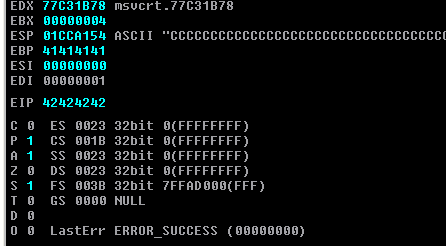 EDX 77C31B78 msvcrt.77C31B78
EBX 00000004
ESP 01CCA154 ASCII "CCCCCCCCCCCCCCCCCCCCCCCCCCCCCCCCCC
EBP 41414141
ESI 00000000
EDI 00000001
EIP 42424242
C 0 ES 0023 32bit 0(FFFFFFFF)
P 1 CS 001B 32bit 0(FFFFFFFF)
A 1 SS 0023 32bit 0(FFFFFFFF)
Z 0 DS 0023 32bit 0(FFFFFFFF)
S 1 FS 003B 32bit 7FFAD000(FFF)
T 0 GS 0000 NULL
D 0
O 0 LastErr ERROR_SUCCESS (00000000)